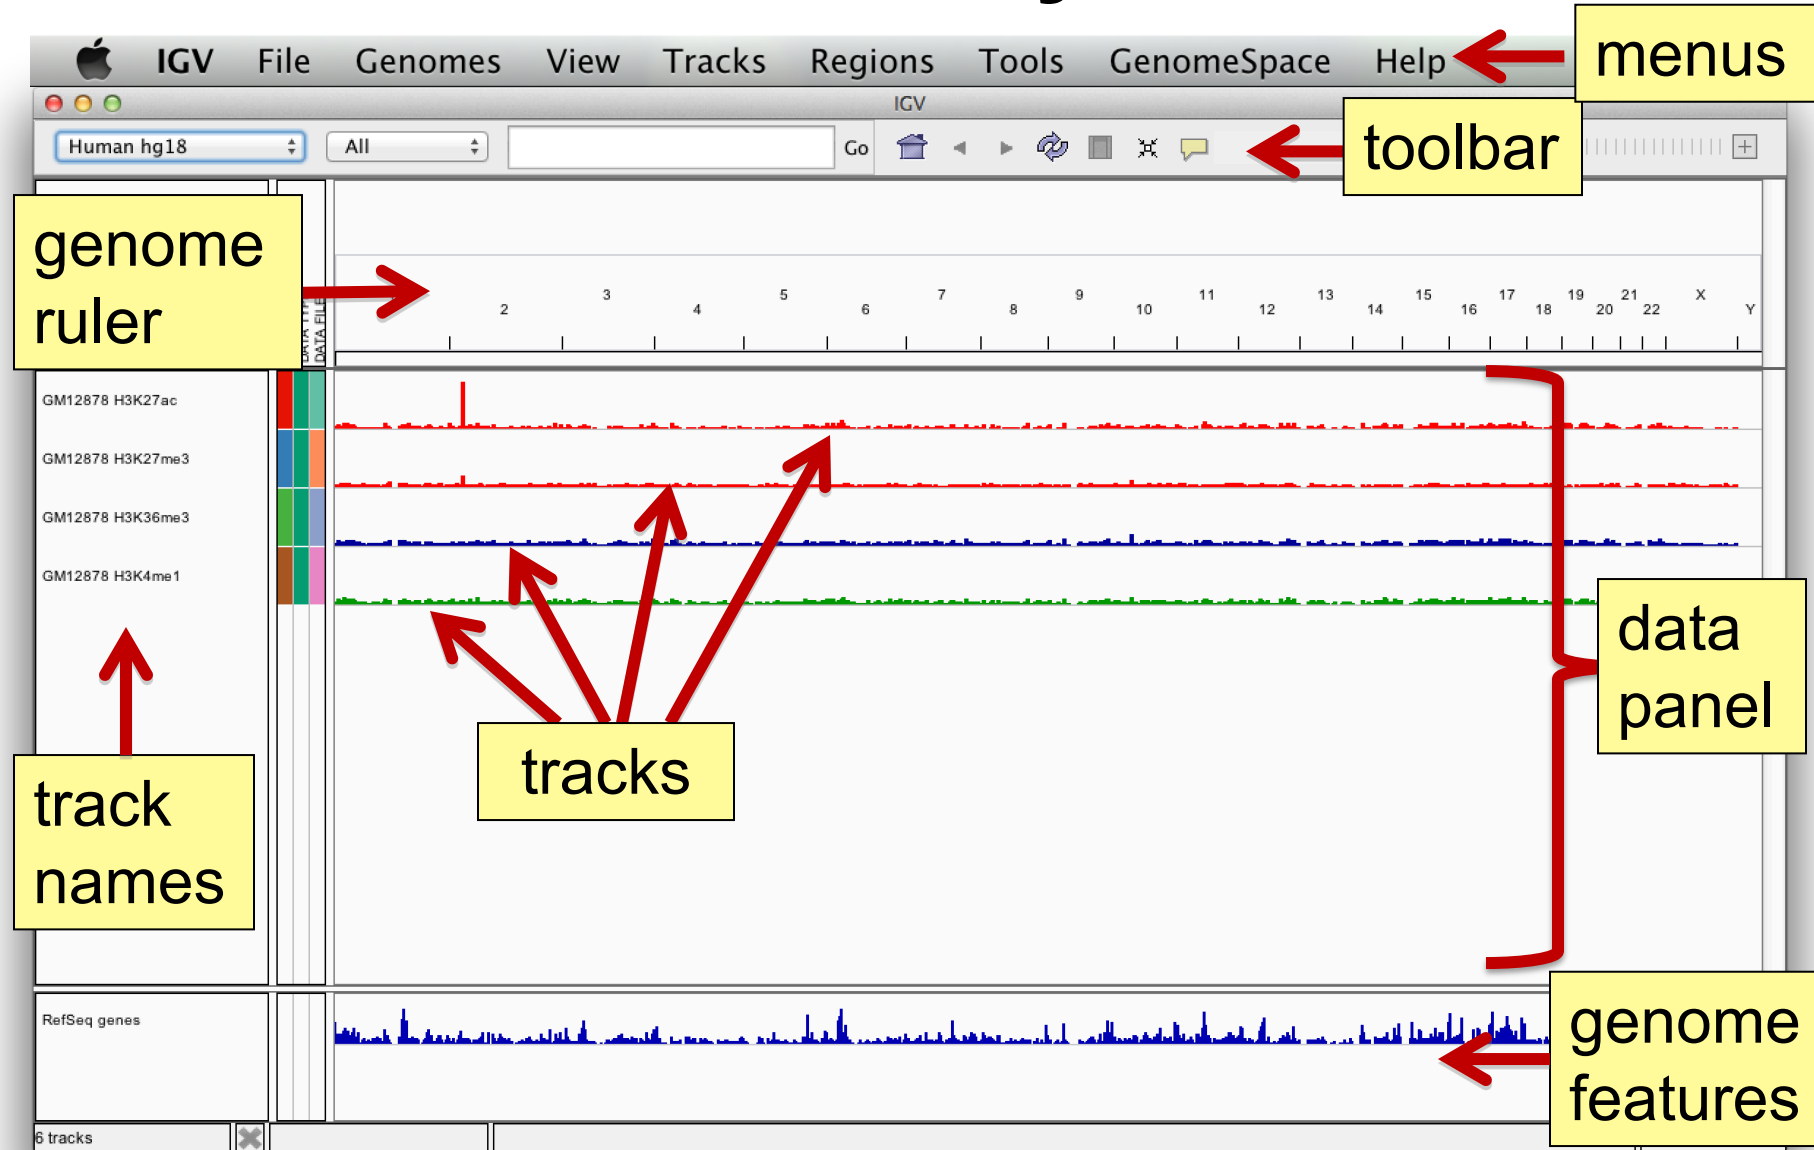 IGV File Genomes View Tracks Regions Tools GenomeSpace Help
menus
IGV
Human hg18
All
Go
toolbar
genome
ruler
DATA FILE
1 2 3 4 5 6 7 8 9 10 11 12 13 14 15 16 17 18 19 20 21 22 X Y
GM12878 H3K27ac
GM12878 H3K27me3
GM12878 H3K36me3
GM12878 H3K4me1
data
panel
tracks
track
names
RefSeq genes
genome
features
6 tracks